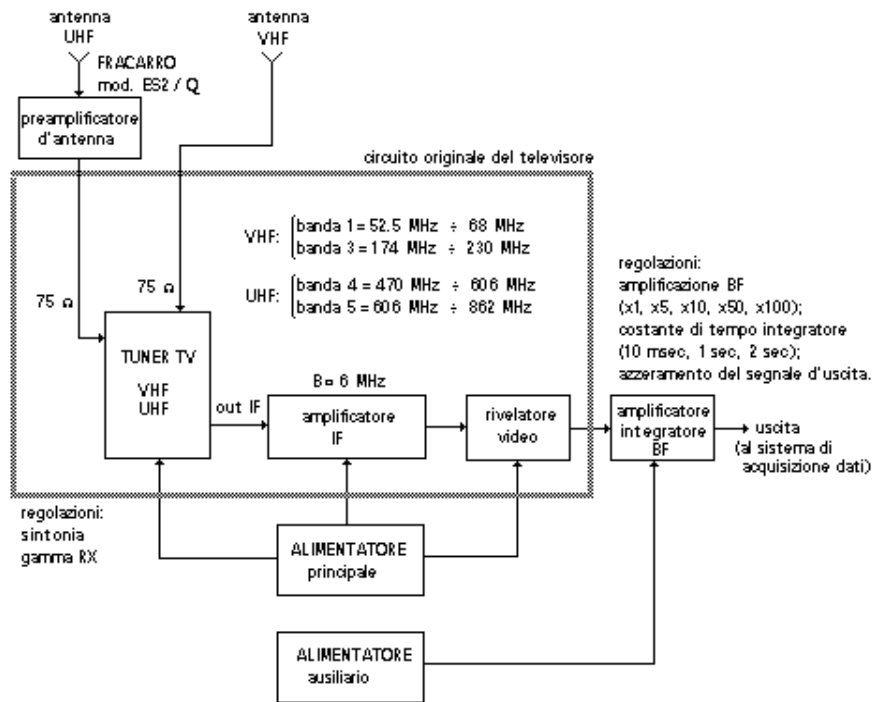 antenna
UHF
antenna
VHF
FRACARRO
mod. ES2 / Q
preamplificatore
d'antenna
circuito originale del televisore
VHF:
banda 1 = 52.5 MHz ÷ 68 MHz
banda 3 = 174 MHz ÷ 230 MHz
UHF:
banda 4 = 470 MHz ÷ 606 MHz
banda 5 = 606 MHz ÷ 862 MHz
75 Ω
75 Ω
regolazioni:
amplificazione BF
(x1, x5, x10, x50, x100);
costante di tempo integratore
(10 msec, 1 sec, 2 sec);
azzeramento del segnale d'uscita.
TUNER TV
VHF
UHF
out IF
B= 6 MHz
amplificatore
IF
rivelatore
video
amplificatore
integratore
BF
uscita
(al sistema di
acquisizione dati)
regolazioni:
sintonia
gamma RX
ALIMENTATORE
principale
ALIMENTATORE
ausiliario